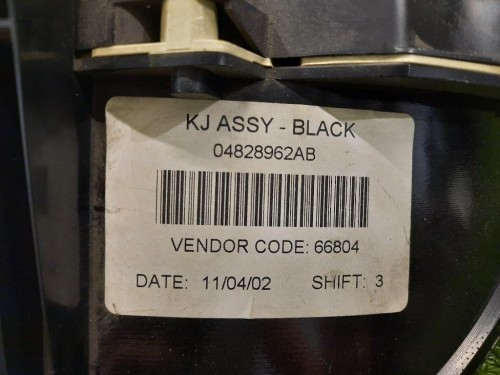 KJ ASSY - BLACK
04828962AB
VENDOR CODE: 66804
DATE: 11/04/02 SHIFT: 3